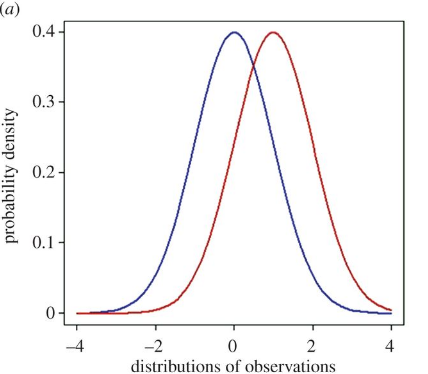 (a)
probability density
0.4
0.3
0.2
0.1
0
–4 –2 0 2 4
distributions of observations